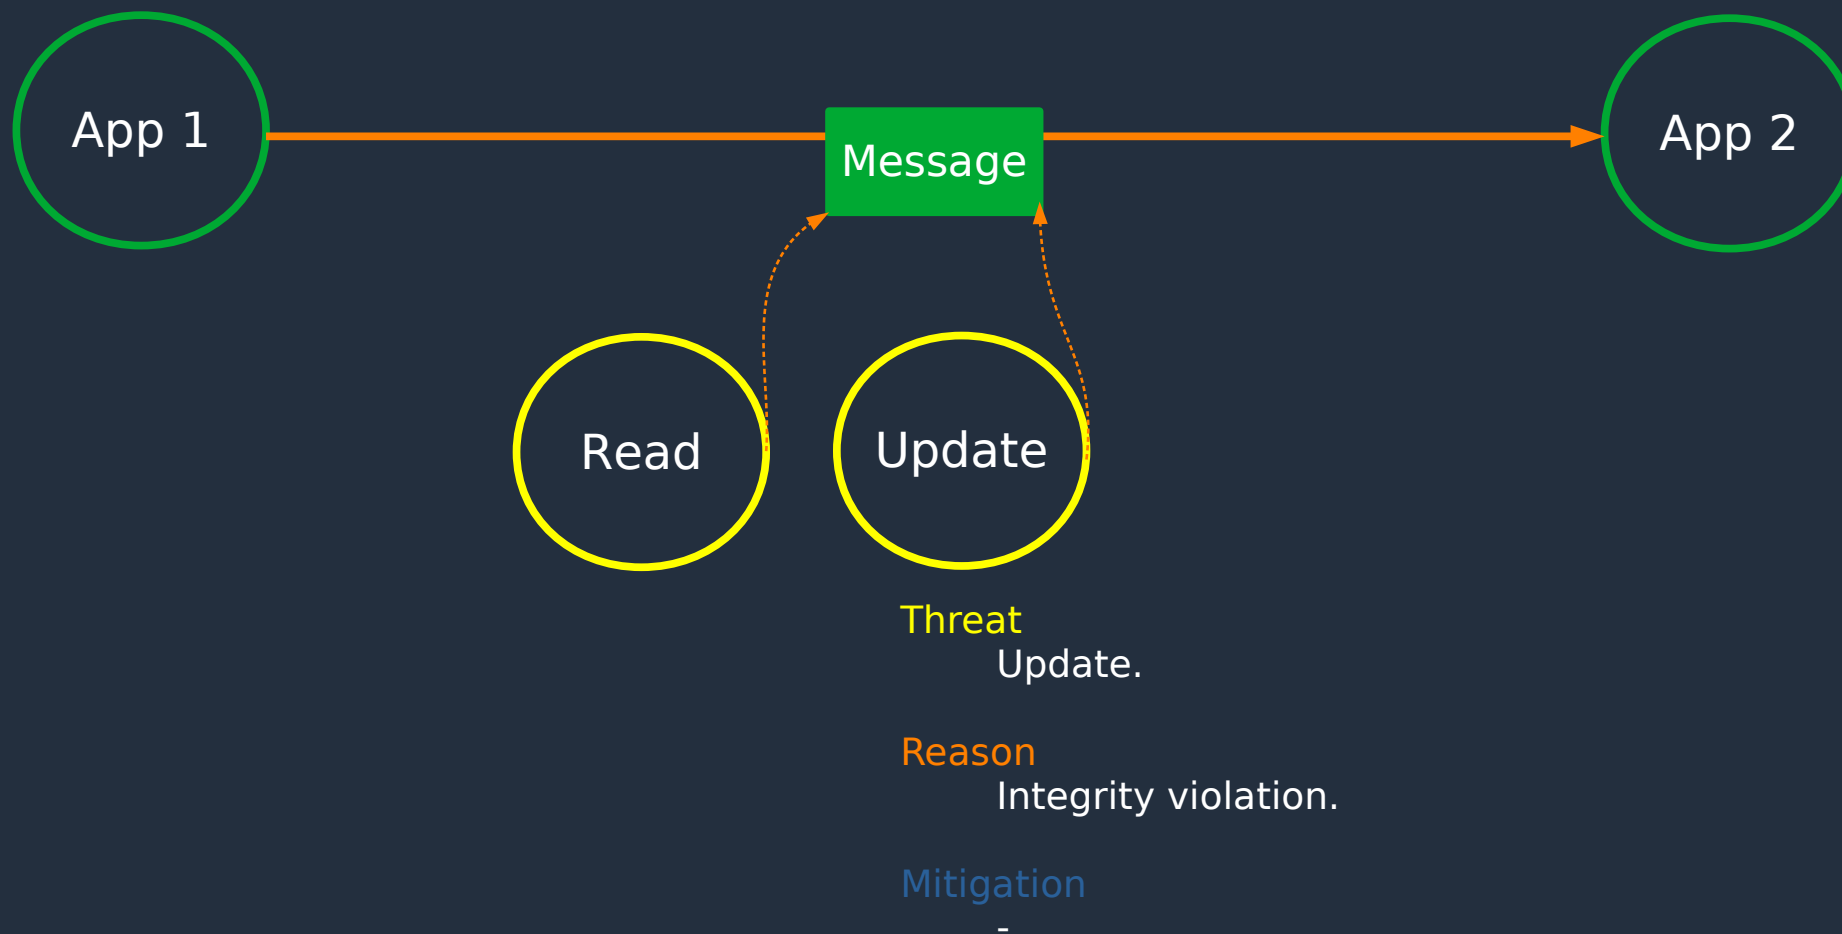 App 1
Message
App 2
Read
Update
Threat
Update.
Reason
Integrity violation.
Mitigation
-